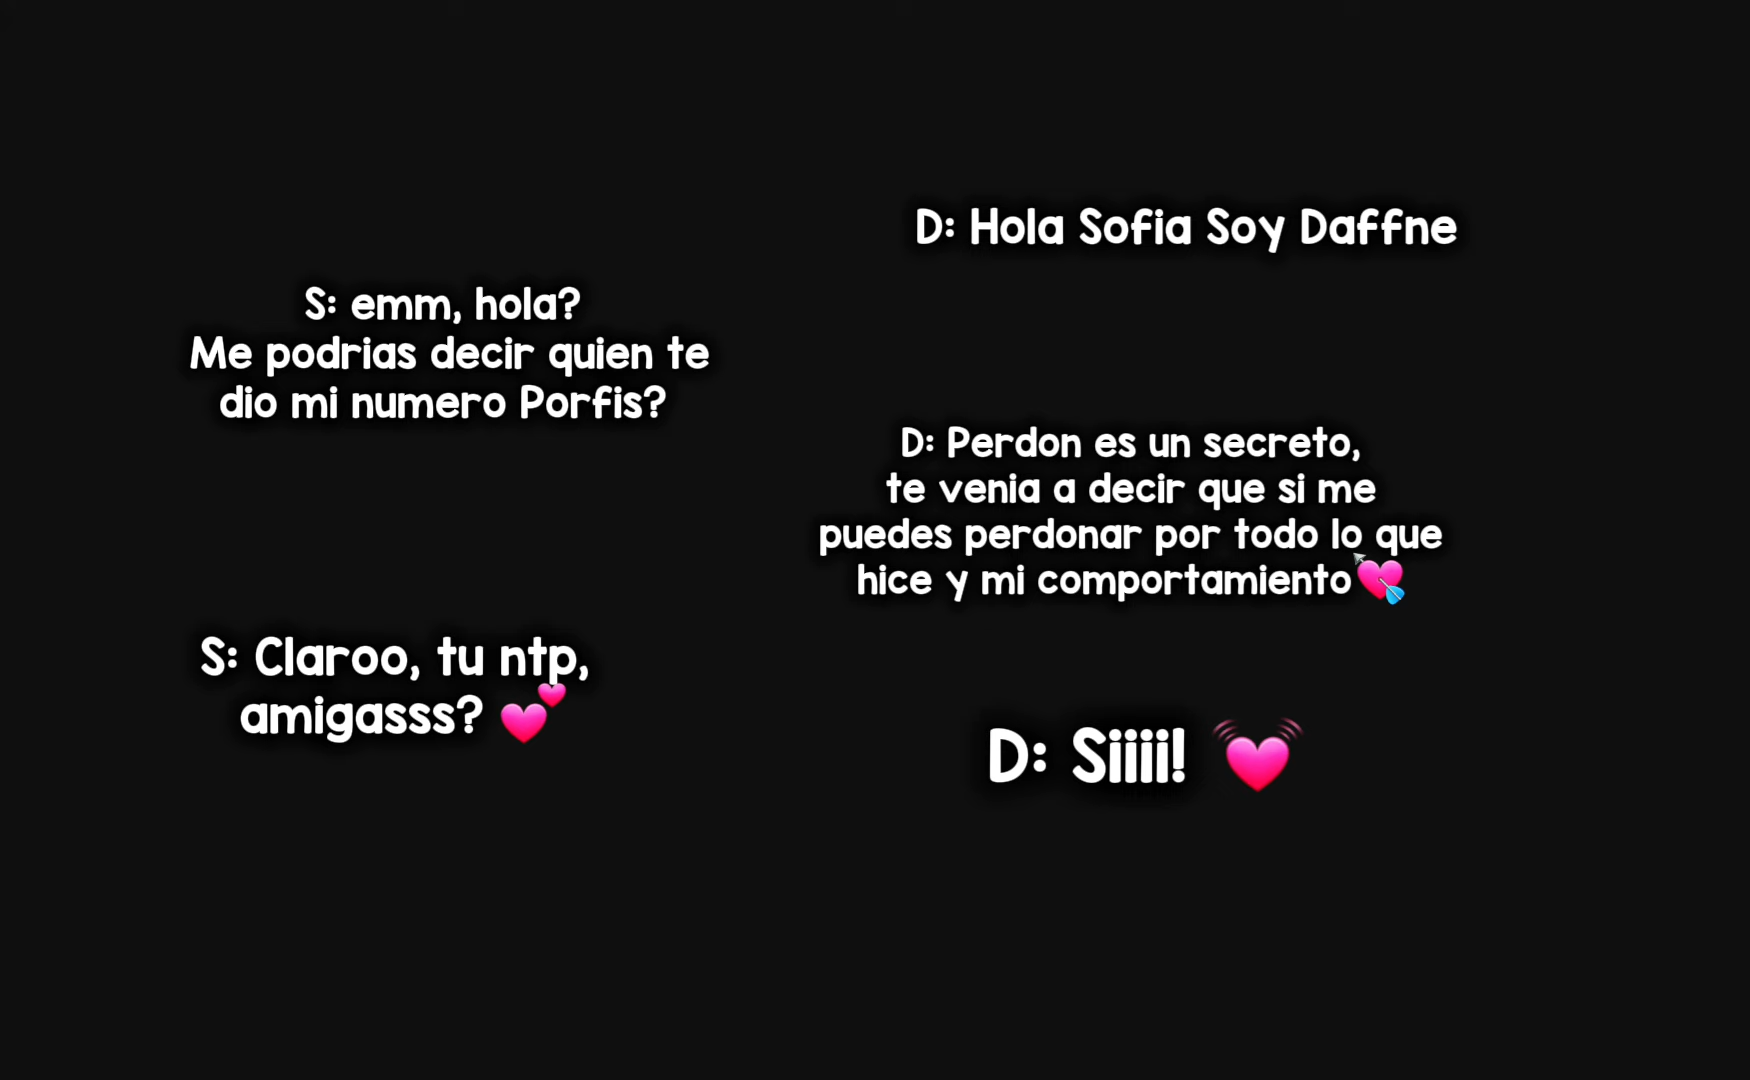 D: Hola Sofia Soy Daffne
S: emm, hola?
Me podrias decir quien te
dio mi numero Porfis?
D: Perdon es un secreto,
te venia a decir que si me
puedes perdonar por todo lo que
hice y mi comportamiento💘
S: Claroo, tu ntp,
amigasss? 💕
D: Siiii! 💓